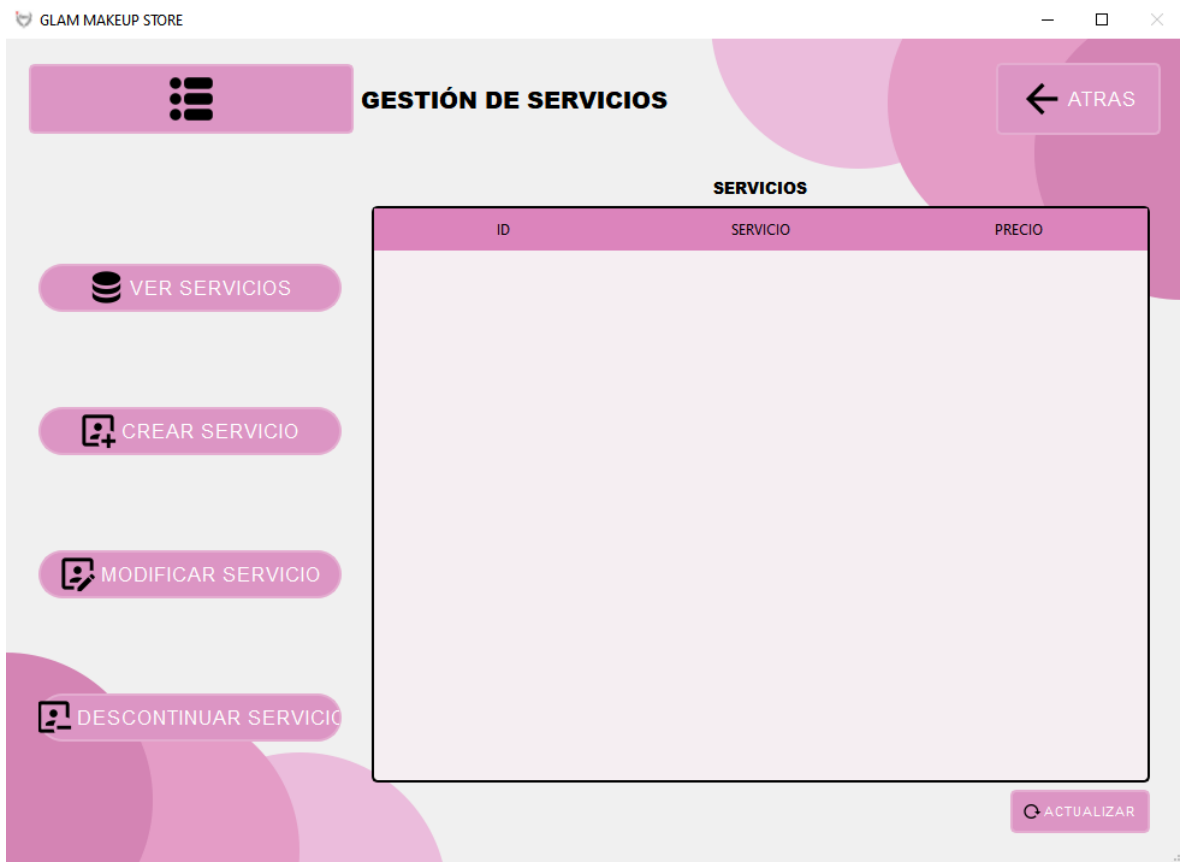 GLAM MAKEUP STORE
GESTIÓN DE SERVICIOS
ATRAS
SERVICIOS
ID SERVICIO PRECIO
VER SERVICIOS
CREAR SERVICIO
MODIFICAR SERVICIO
DESCONTINUAR SERVICIO
ACTUALIZAR